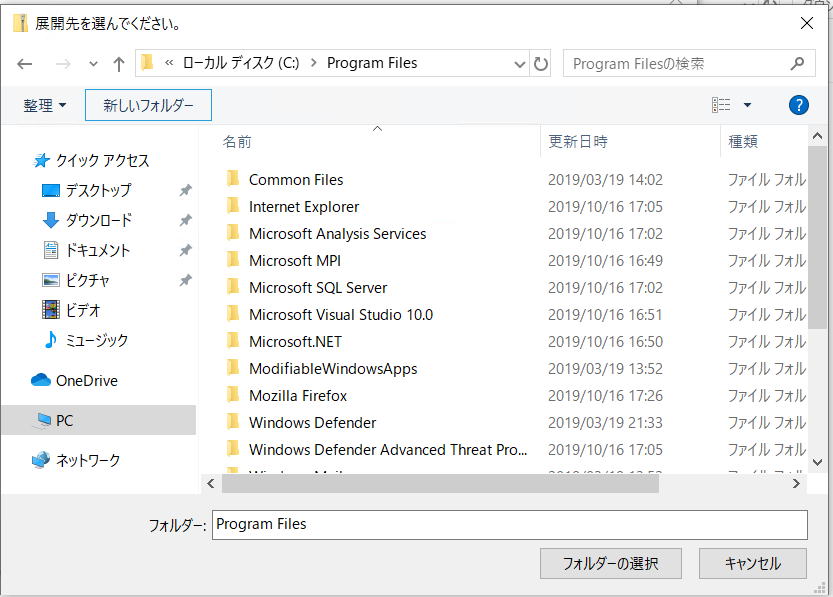 展開先を選んでください。
« ローカル ディスク (C:) › Program Files
Program Filesの検索
整理
新しいフォルダー
?
名前 更新日時 種類
クイック アクセス
デスクトップ
ダウンロード
ドキュメント
ピクチャ
ビデオ
ミュージック
OneDrive
PC
ネットワーク
Common Files 2019/03/19 14:02 ファイル フォル
Internet Explorer 2019/10/16 17:05 ファイル フォル
Microsoft Analysis Services 2019/10/16 17:02 ファイル フォル
Microsoft MPI 2019/10/16 16:49 ファイル フォル
Microsoft SQL Server 2019/10/16 17:02 ファイル フォル
Microsoft Visual Studio 10.0 2019/10/16 16:51 ファイル フォル
Microsoft.NET 2019/10/16 16:50 ファイル フォル
ModifiableWindowsApps 2019/03/19 13:52 ファイル フォル
Mozilla Firefox 2019/10/16 17:26 ファイル フォル
Windows Defender 2019/03/19 21:33 ファイル フォル
Windows Defender Advanced Threat Pro... 2019/10/16 17:05 ファイル フォル
フォルダー: Program Files
フォルダーの選択
キャンセル